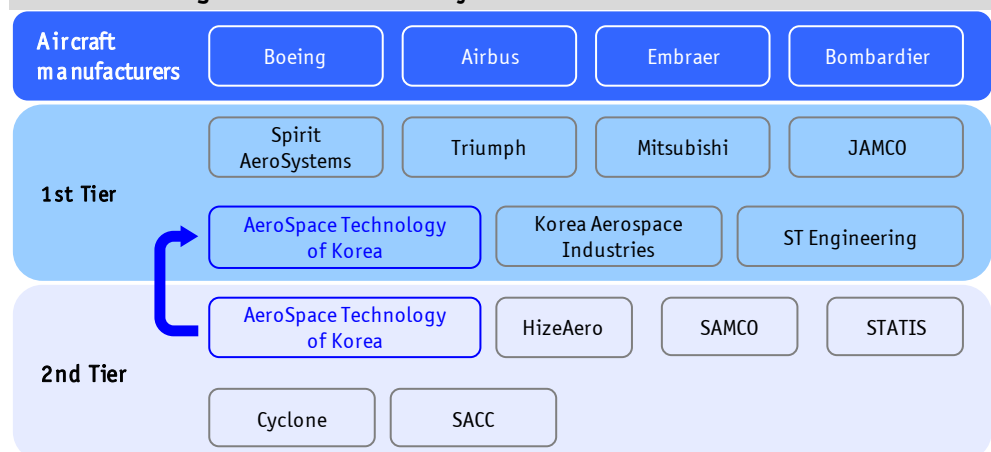 Aircraft
manufacturers
Boeing
Airbus
Embraer
Bombardier
1st Tier
Spirit
AeroSystems
Triumph
Mitsubishi
JAMCO
AeroSpace Technology
of Korea
Korea Aerospace
Industries
ST Engineering
2nd Tier
AeroSpace Technology
of Korea
HizeAero
SAMCO
STATIS
Cyclone
SACC